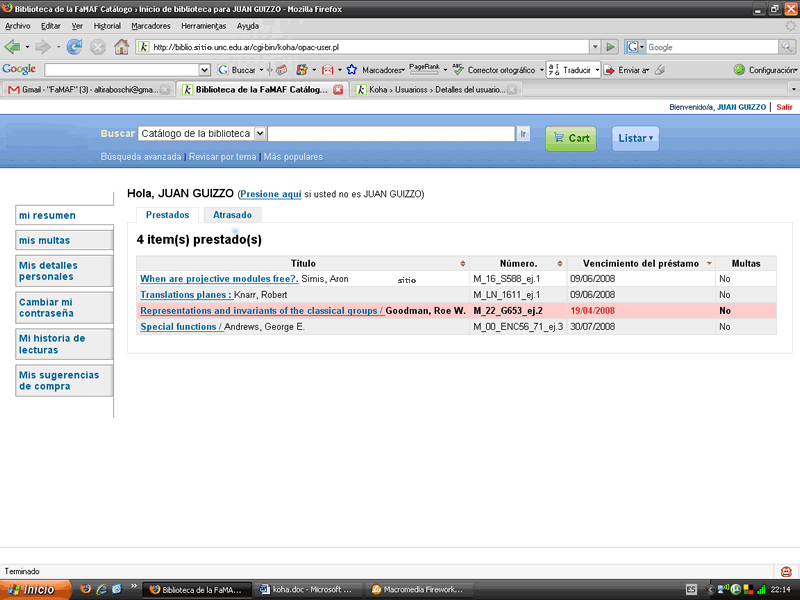 Biblioteca de la FaMAF Catálogo › Inicio de biblioteca para JUAN GUIZZO - Mozilla Firefox
Archivo Editar Ver Historial Marcadores Herramientas Ayuda
http://biblio.sitio.unc.edu.ar/cgi-bin/koha/opac-user.pl
Google
Google Buscar Marcadores PageRank Corrector ortográfico Traducir Enviar a Configuración
Gmail - "FaMAF" (3) - altiraboschi@gma... Biblioteca de la FaMAF Catálog... Koha › Usuarioss › Detalles del usuario...
Bienvenido/a, JUAN GUIZZO | Salir
Buscar Catálogo de la biblioteca Ir Cart Listar
Búsqueda avanzada | Revisar por tema | Más populares
Hola, JUAN GUIZZO (Presione aquí si usted no es JUAN GUIZZO)
mi resumen
mis multas
Mis detalles personales
Cambiar mi contraseña
Mi historia de lecturas
Mis sugerencias de compra
Prestados Atrasado
4 item(s) prestado(s)
Título Número. Vencimiento del préstamo Multas
When are projective modules free?. Simis, Aron sitio M_16_S588_ej.1 09/06/2008 No
Translations planes : Knarr, Robert M_LN_1611_ej.1 09/06/2008 No
Representations and invariants of the classical groups / Goodman, Roe W. M_22_G653_ej.2 19/04/2008 No
Special functions / Andrews, George E. M_00_ENC56_71_ej.3 30/07/2008 No
Terminado
Inicio » Biblioteca de la FaMA... koha.doc - Microsoft ... Macromedia Firework... ES 22:14